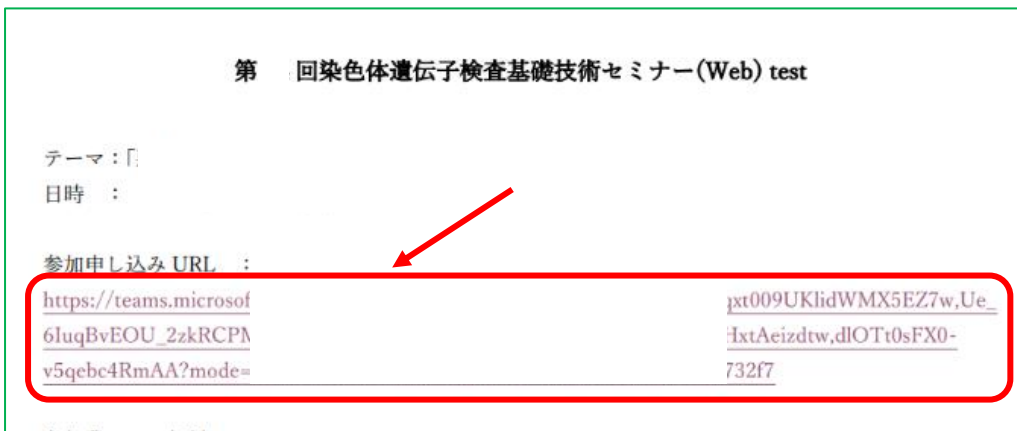 第 回染色体遺伝子検査基礎技術セミナー(Web) test
テーマ：「
日時 ：
参加申し込み URL ：
https://teams.microsof qxt009UKlidWMX5EZ7w,Ue_
6IuqBvEOU_2zkRCPM HxtAeizdtw,dlOTt0sFX0-
v5qebc4RmAA?mode= 732f7